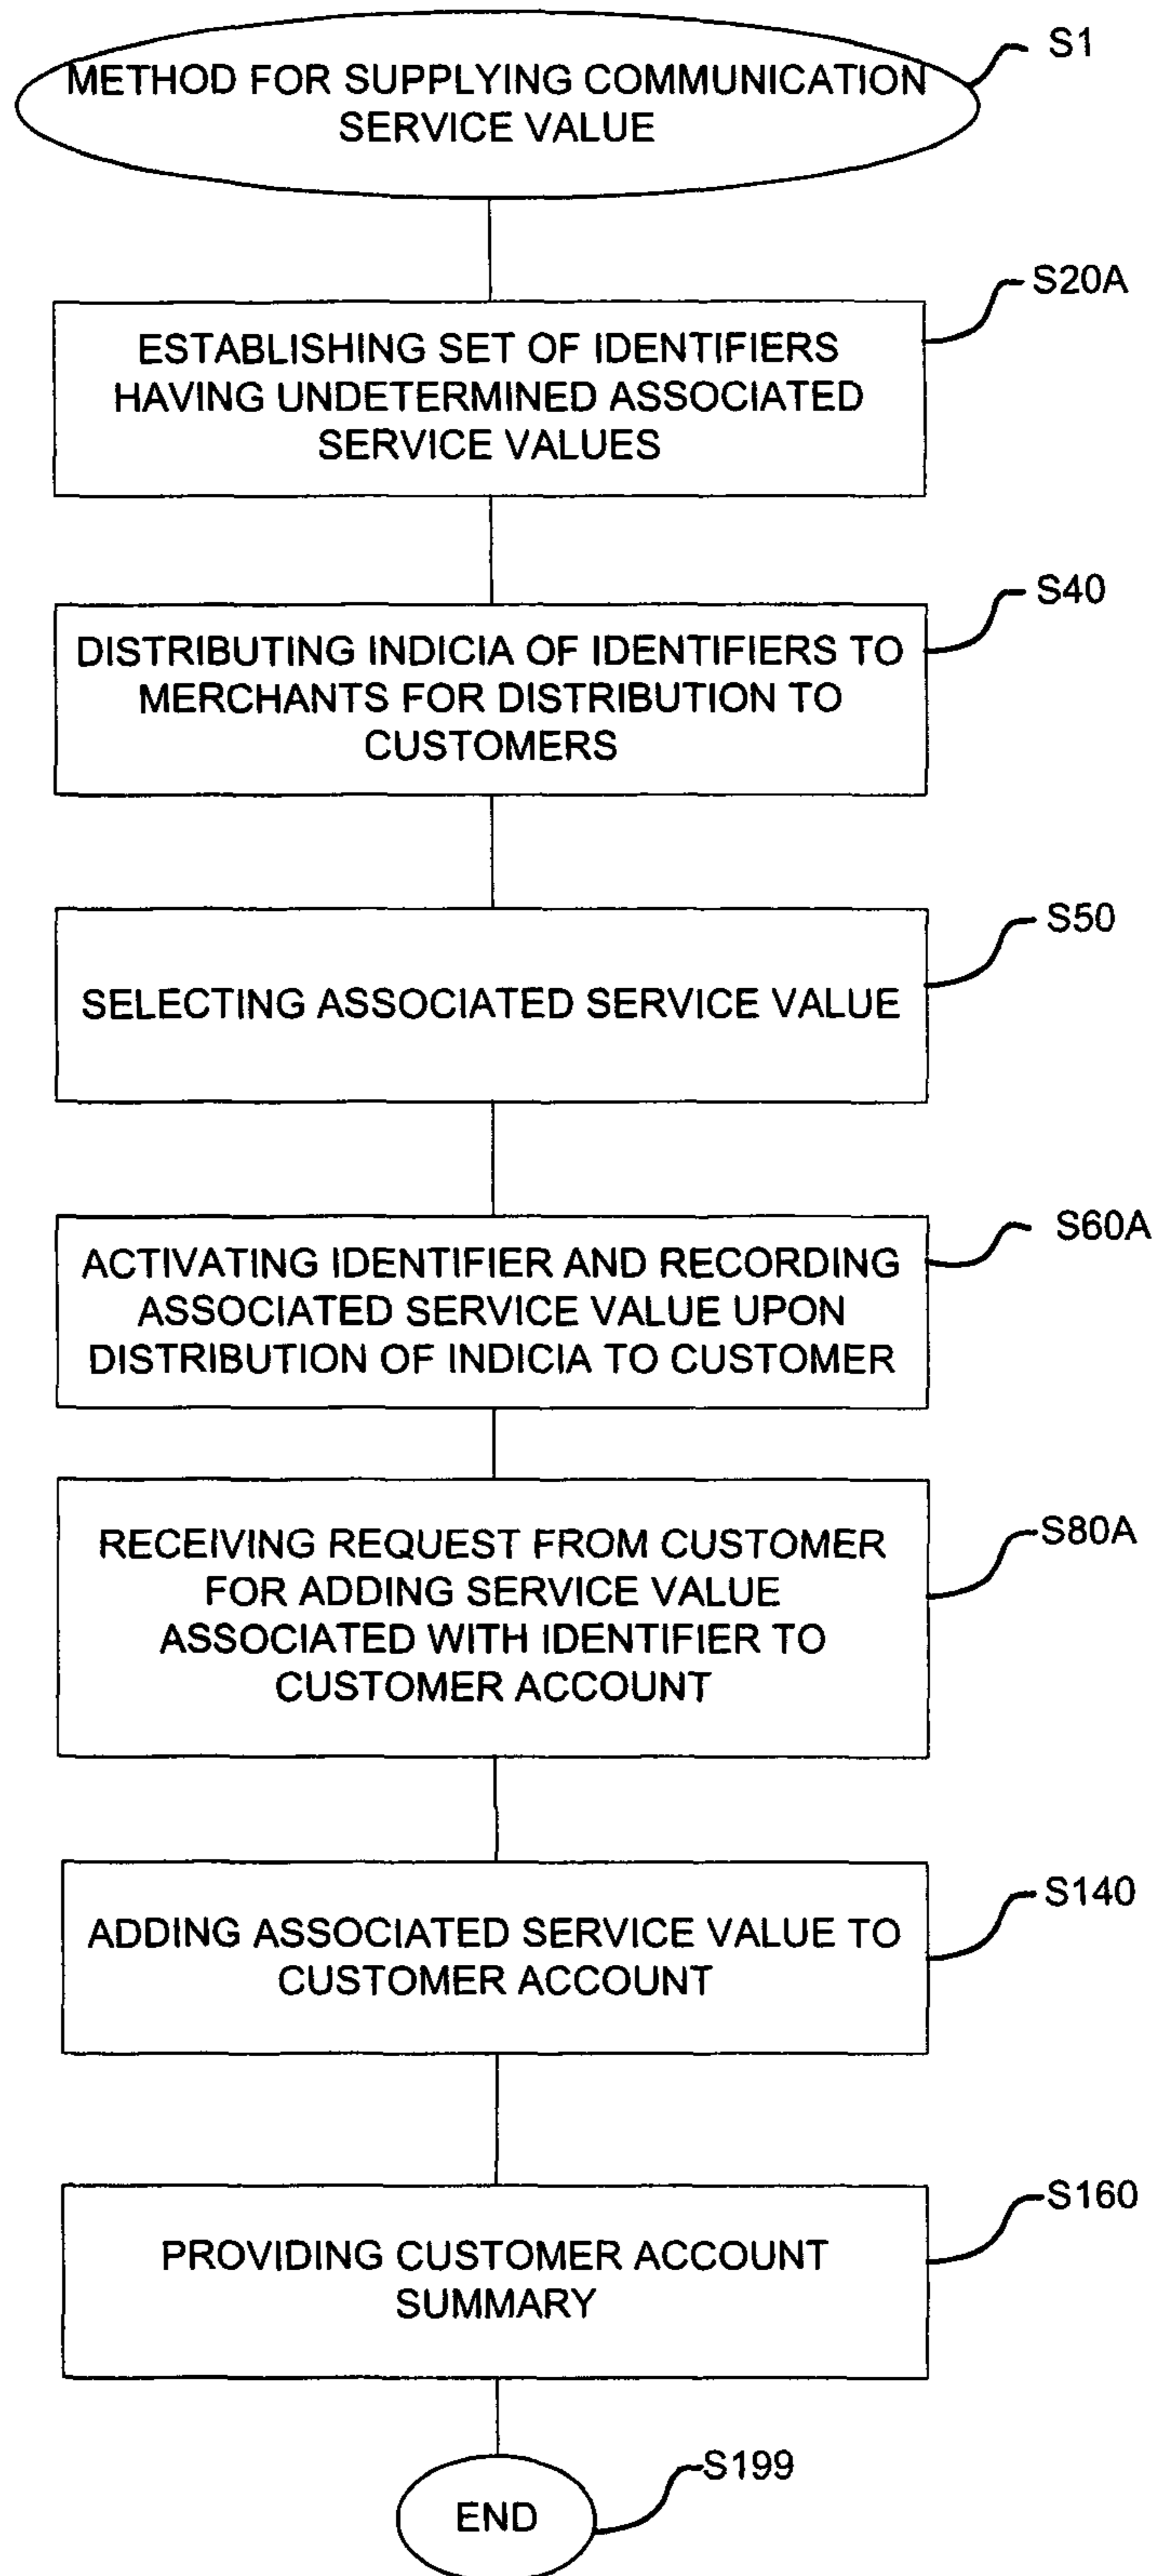 METHOD FOR SUPPLYING COMMUNICATION
SERVICE VALUE
S1
ESTABLISHING SET OF IDENTIFIERS
HAVING UNDETERMINED ASSOCIATED
SERVICE VALUES
S20A
DISTRIBUTING INDICIA OF IDENTIFIERS TO
MERCHANTS FOR DISTRIBUTION TO
CUSTOMERS
S40
SELECTING ASSOCIATED SERVICE VALUE
S50
ACTIVATING IDENTIFIER AND RECORDING
ASSOCIATED SERVICE VALUE UPON
DISTRIBUTION OF INDICIA TO CUSTOMER
S60A
RECEIVING REQUEST FROM CUSTOMER
FOR ADDING SERVICE VALUE
ASSOCIATED WITH IDENTIFIER TO
CUSTOMER ACCOUNT
S80A
ADDING ASSOCIATED SERVICE VALUE TO
CUSTOMER ACCOUNT
S140
PROVIDING CUSTOMER ACCOUNT
SUMMARY
S160
END
S199